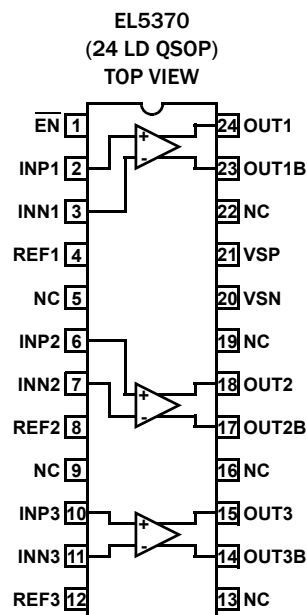 EL5370
(24 LD QSOP)
TOP VIEW
EN 1
INP1 2
INN1 3
REF1 4
NC 5
INP2 6
INN2 7
REF2 8
NC 9
INP3 10
INN3 11
REF3 12
+
-
+
-
+
-
24 OUT1
23 OUT1B
22 NC
21 VSP
20 VSN
19 NC
18 OUT2
17 OUT2B
16 NC
15 OUT3
14 OUT3B
13 NC